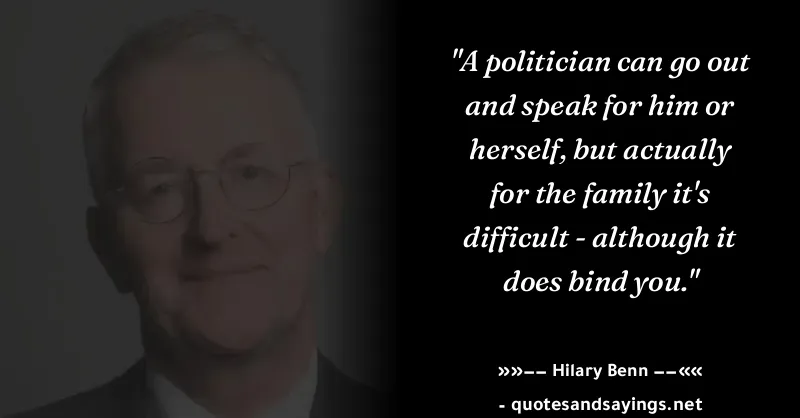 "A politician can go out
and speak for him or
herself, but actually
for the family it's
difficult - although it
does bind you."
»»−− Hilary Benn −−««
- quotesandsayings.net